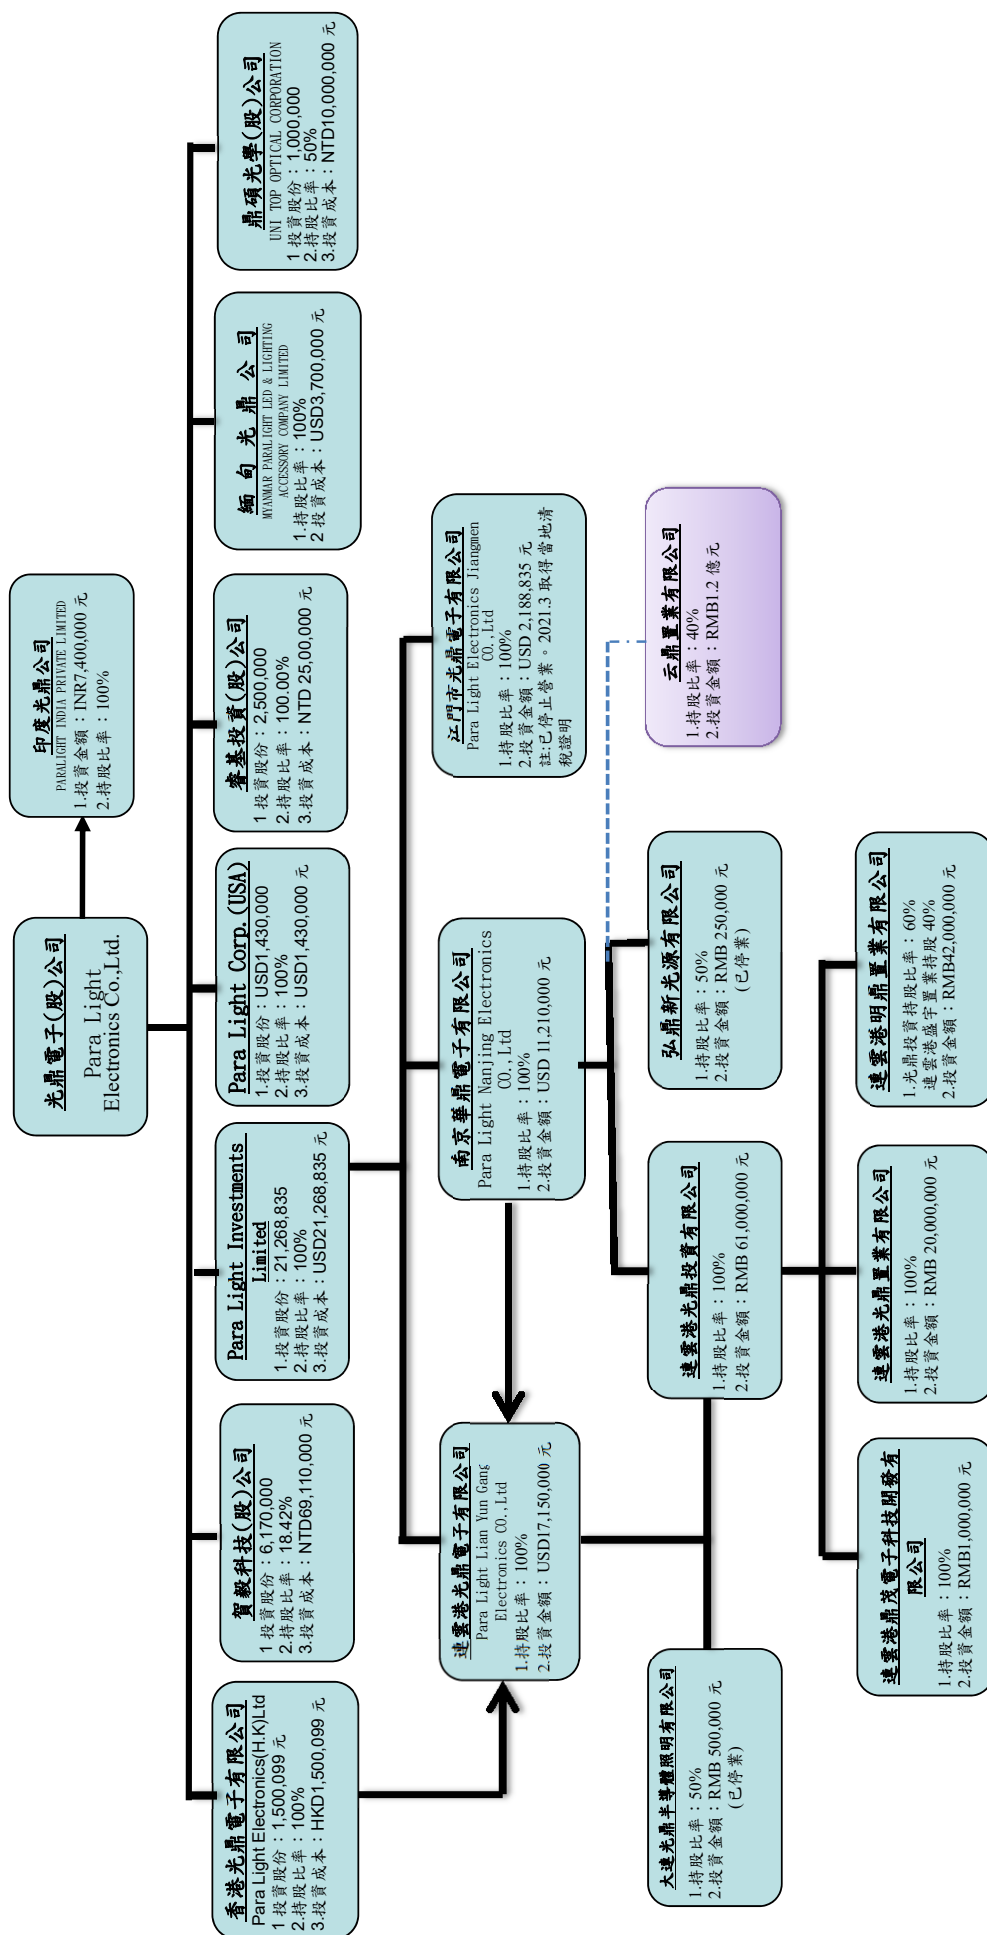 光鼎電子(股)公司
Para Light
Electronics Co.,Ltd.
印度光鼎公司
PARALIGHT INDIA PRIVATE LIMITED
1.投資金額：INR7,400,000 元
2.持股比率：100%
香港光鼎電子有限公司
Para Light Electronics(H.K)Ltd
1 投資股份：1,500,099 元
2.持股比率：100%
3.投資成本：HKD1,500,099 元
賀毅科技(股)公司
1 投資股份：6,170,000
2.持股比率：18.42%
3.投資成本：NTD69,110,000 元
Para Light Investments
Limited
1.投資股份：21,268,835
2.持股比率：100%
3.投資成本：USD21,268,835 元
Para Light Corp.(USA)
1.投資股份：USD1,430,000
2.持股比率：100%
3.投資成本：USD1,430,000 元
睿基投資(股)公司
1 投資股份：2,500,000
2.持股比率：100.00%
3.投資成本：NTD 25,00,000 元
緬甸光鼎公司
MYANMAR PARALIGHT LED & LIGHTING
ACCESSORY COMPANY LIMITED
1.持股比率：100%
2 投資成本：USD3,700,000 元
鼎碩光學(股)公司
UNI TOP OPTICAL CORPORATION
1 投資股份：1,000,000
2.持股比率：50%
3.投資成本：NTD10,000,000 元
連雲港光鼎電子有限公司
Para Light Lian Yun Gang
Electronics CO.,Ltd
1.持股比率：100%
2.投資金額：USD17,150,000 元
南京華鼎電子有限公司
Para Light Nanjing Electronics
CO.,Ltd
1.持股比率：100%
2.投資金額：USD 11,210,000 元
江門市光鼎電子有限公司
Para Light Electronics Jiangmen
CO.,Ltd
1.持股比率：100%
2.投資金額：USD 2,188,835 元
註:已停止營業。2021.3 取得當地清
稅證明
大連光鼎半導體照明有限公司
1.持股比率：50%
2.投資金額：RMB 500,000 元
(已停業)
連雲港光鼎投資有限公司
1.持股比率：100%
2.投資金額：RMB 61,000,000 元
弘鼎新光源有限公司
1.持股比率：50%
2.投資金額：RMB 250,000 元
(已停業)
云鼎置業有限公司
1.持股比率：40%
2.投資金額：RMB1.2 億元
連雲港鼎茂電子科技開發有
限公司
1.持股比率：100%
2.投資金額：RMB1,000,000 元
連雲港光鼎置業有限公司
1.持股比率：100%
2.投資金額：RMB 20,000,000 元
連雲港明鼎置業有限公司
1.光鼎投資持股比率：60%
連雲港盛宇置業持股 40%
2.投資金額：RMB42,000,000 元